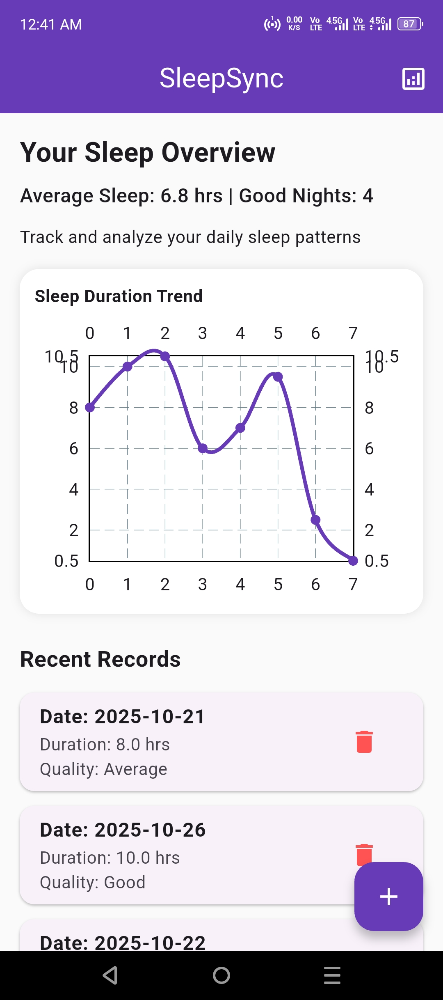 12:41 AM
1 0.00 K/S Vo LTE 4.5G Vo LTE 4.5G 87
SleepSync
Your Sleep Overview
Average Sleep: 6.8 hrs | Good Nights: 4
Track and analyze your daily sleep patterns
Sleep Duration Trend
0 1 2 3 4 5 6 7
10.5 10.5
10 10
8 8
6 6
4 4
2 2
0.5 0.5
0 1 2 3 4 5 6 7
Recent Records
Date: 2025-10-21
Duration: 8.0 hrs
Quality: Average
Date: 2025-10-26
Duration: 10.0 hrs
Quality: Good
Date: 2025-10-22